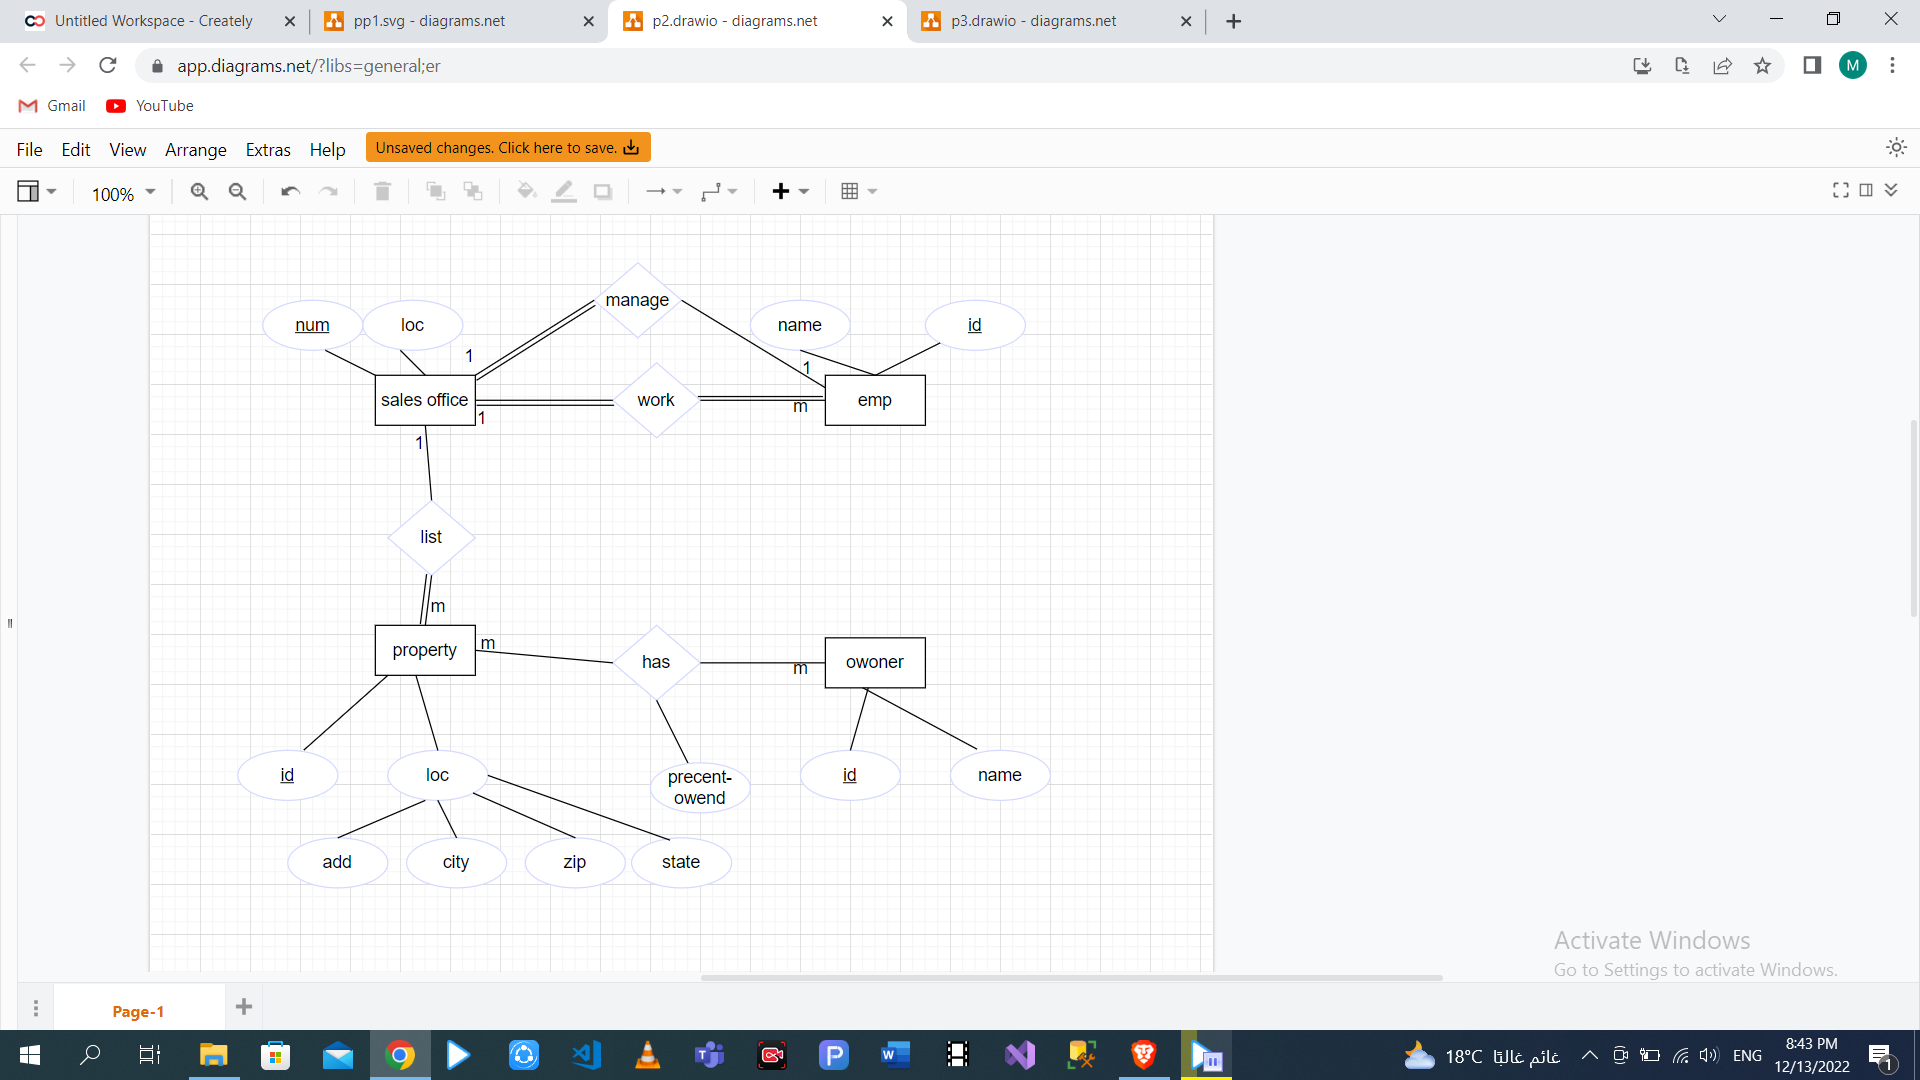 Untitled Workspace - Creately
pp1.svg - diagrams.net
p2.drawio - diagrams.net
p3.drawio - diagrams.net
app.diagrams.net/?libs=general;er
M
Gmail
YouTube
File Edit View Arrange Extras Help
Unsaved changes. Click here to save.
100%
manage
num
loc
name
id
1
1
sales office
work
emp
1
m
1
list
m
property
m
has
m
owoner
id
loc
precent-
owend
id
name
add
city
zip
state
Activate Windows
Go to Settings to activate Windows.
Page-1
18°C غائم غالبًا
ENG
8:43 PM
12/13/2022
1